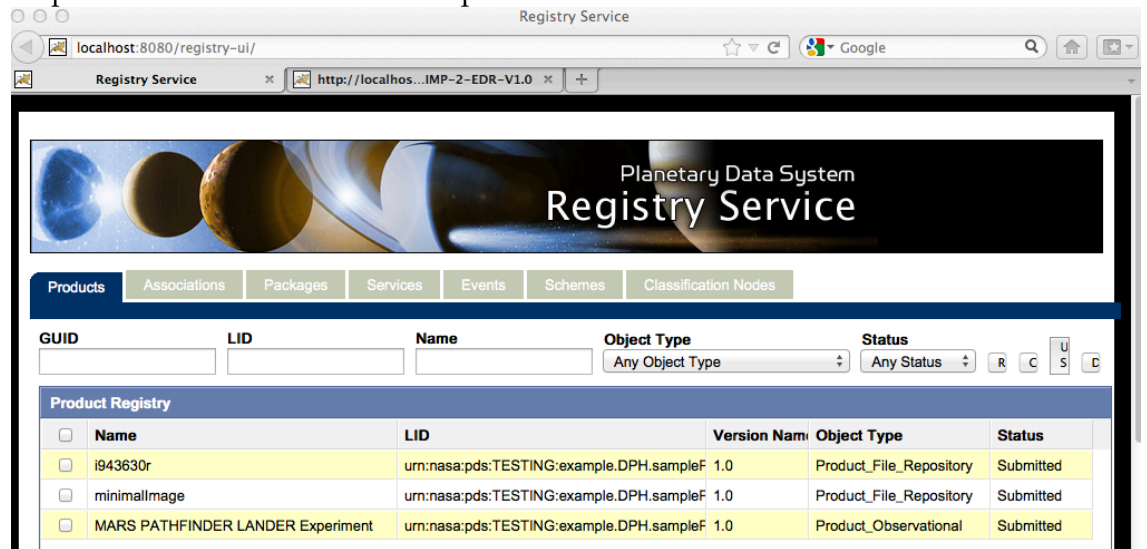 Registry Service
localhost:8080/registry-ui/
Google
Registry Service
http://localhos...IMP-2-EDR-V1.0
Planetary Data System
Registry Service
Products Associations Packages Services Events Schemes Classification Nodes
GUID LID Name Object Type Status
Any Object Type Any Status R C U S D
Product Registry
Name LID Version Nam Object Type Status
i943630r urn:nasa:pds:TESTING:example.DPH.sampleF 1.0 Product_File_Repository Submitted
minimalImage urn:nasa:pds:TESTING:example.DPH.sampleF 1.0 Product_File_Repository Submitted
MARS PATHFINDER LANDER Experiment urn:nasa:pds:TESTING:example.DPH.sampleF 1.0 Product_Observational Submitted